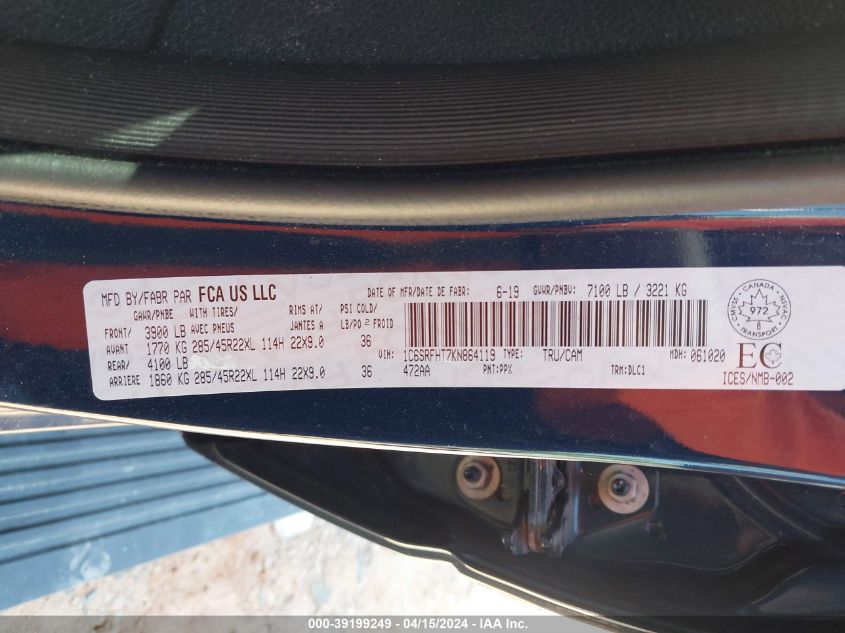 MFD BY/FABR PAR FCA US LLC
DATE OF MFR/DATE DE FABR: 6-19 GVWR/PNBV: 7100 LB / 3221 KG
GAWR/PNBE WITH TIRES/ RIMS AT/ PSI COLD/
AVEC PNEUS JANTES A LB/PO² FROID
FRONT/ 3900 LB
AVANT 1770 KG 285/45R22XL 114H 22X9.0 36
REAR/ 4100 LB
ARRIERE 1860 KG 285/45R22XL 114H 22X9.0 36
VIN: 1C6SRFHT7KN864119 TYPE: TRU/CAM MDH: 061020
472AA PNT:PPX TRM:DLC1
CANADA
CMVSS NSVAC
972
TRANSPORT
EC
ICES/NMB-002
000-39199249 - 04/15/2024 - IAA Inc.